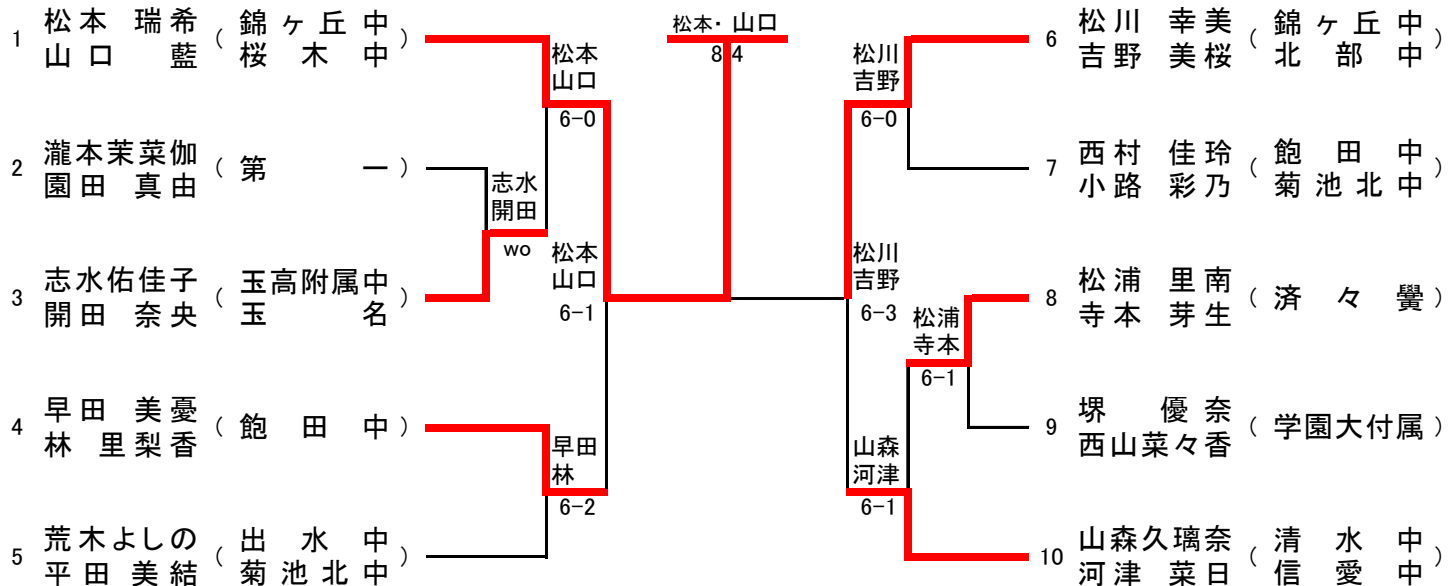 松本・山口
8 4
1 松本 瑞希 ( 錦ヶ丘中 )
山口 藍 ( 桜木中 )
松本
山口
6-0
2 瀧本茉菜伽 ( 第一 )
園田 真由
志水
開田
wo
松本
山口
6-1
3 志水佑佳子 ( 玉高附属中 )
開田 奈央 ( 玉名 )
4 早田 美憂 ( 飽田中 )
林 里梨香
早田
林
6-2
5 荒木よしの ( 出水中 )
平田 美結 ( 菊池北中 )
松川
吉野
6-0
6 松川 幸美 ( 錦ヶ丘中 )
吉野 美桜 ( 北部中 )
7 西村 佳玲 ( 飽田中 )
小路 彩乃 ( 菊池北中 )
松川
吉野
6-3
松浦
寺本
6-1
8 松浦 里南 ( 済々黌 )
寺本 芽生
9 堺 優奈 ( 学園大付属 )
西山菜々香
山森
河津
6-1
10 山森久璃奈 ( 清水中 )
河津 菜日 ( 信愛中 )